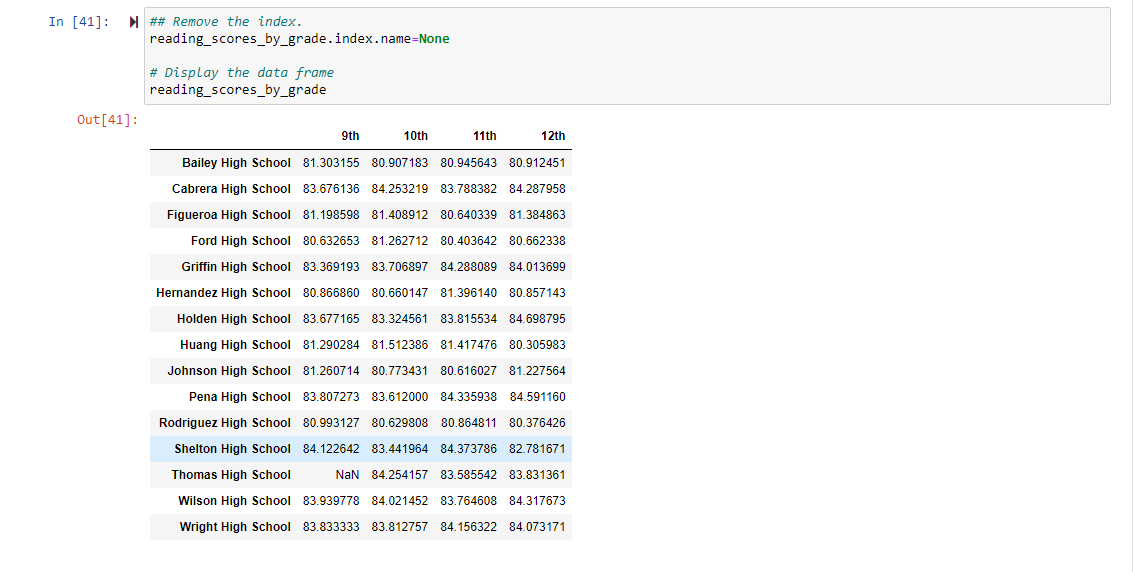 In [41]:
## Remove the index.
reading_scores_by_grade.index.name=None
# Display the data frame
reading_scores_by_grade
Out[41]:
9th 10th 11th 12th
Bailey High School 81.303155 80.907183 80.945643 80.912451
Cabrera High School 83.676136 84.253219 83.788382 84.287958
Figueroa High School 81.198598 81.408912 80.640339 81.384863
Ford High School 80.632653 81.262712 80.403642 80.662338
Griffin High School 83.369193 83.706897 84.288089 84.013699
Hernandez High School 80.866860 80.660147 81.396140 80.857143
Holden High School 83.677165 83.324561 83.815534 84.698795
Huang High School 81.290284 81.512386 81.417476 80.305983
Johnson High School 81.260714 80.773431 80.616027 81.227564
Pena High School 83.807273 83.612000 84.335938 84.591160
Rodriguez High School 80.993127 80.629808 80.864811 80.376426
Shelton High School 84.122642 83.441964 84.373786 82.781671
Thomas High School NaN 84.254157 83.585542 83.831361
Wilson High School 83.939778 84.021452 83.764608 84.317673
Wright High School 83.833333 83.812757 84.156322 84.073171